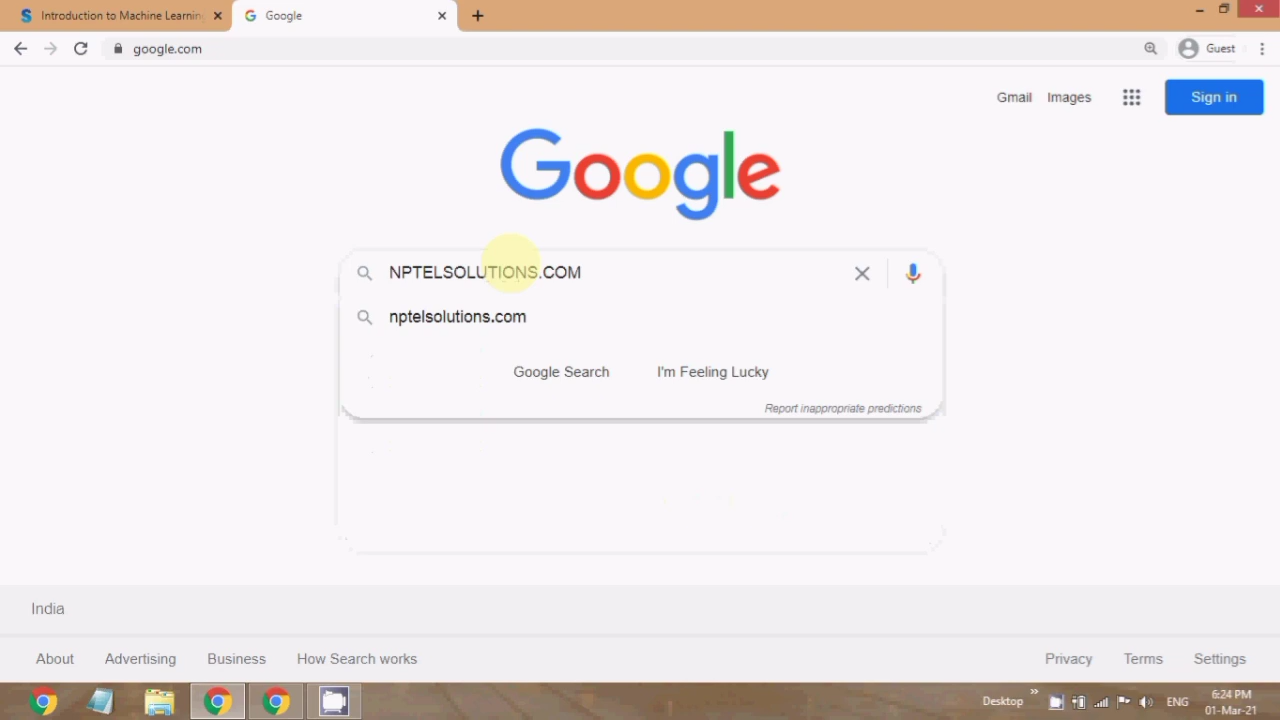 Introduction to Machine Learning
Google
google.com
Guest
Gmail Images
Sign in
Google
NPTELSOLUTIONS.COM
nptelsolutions.com
Google Search I'm Feeling Lucky
Report inappropriate predictions
India
About Advertising Business How Search works Privacy Terms Settings
Desktop ENG 6:24 PM
01-Mar-21